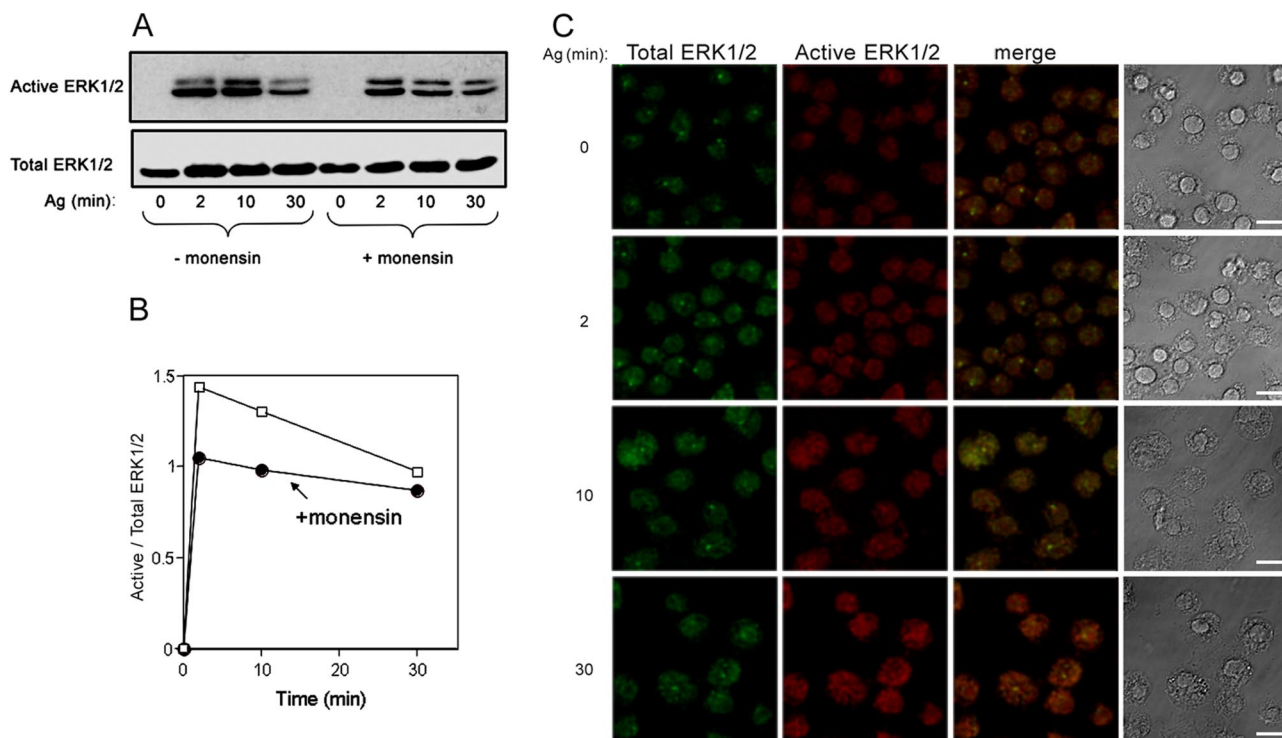 A
Active ERK1/2
Total ERK1/2
Ag (min): 0 2 10 30 0 2 10 30
- monensin + monensin
B
1.5
1
0.5
0
Active / Total ERK1/2
+monensin
0 10 20 30
Time (min)
C
Ag (min): Total ERK1/2 Active ERK1/2 merge
0
2
10
30